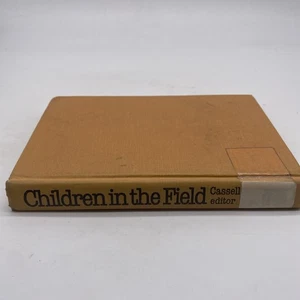 Children in the Field
Cassell
editor